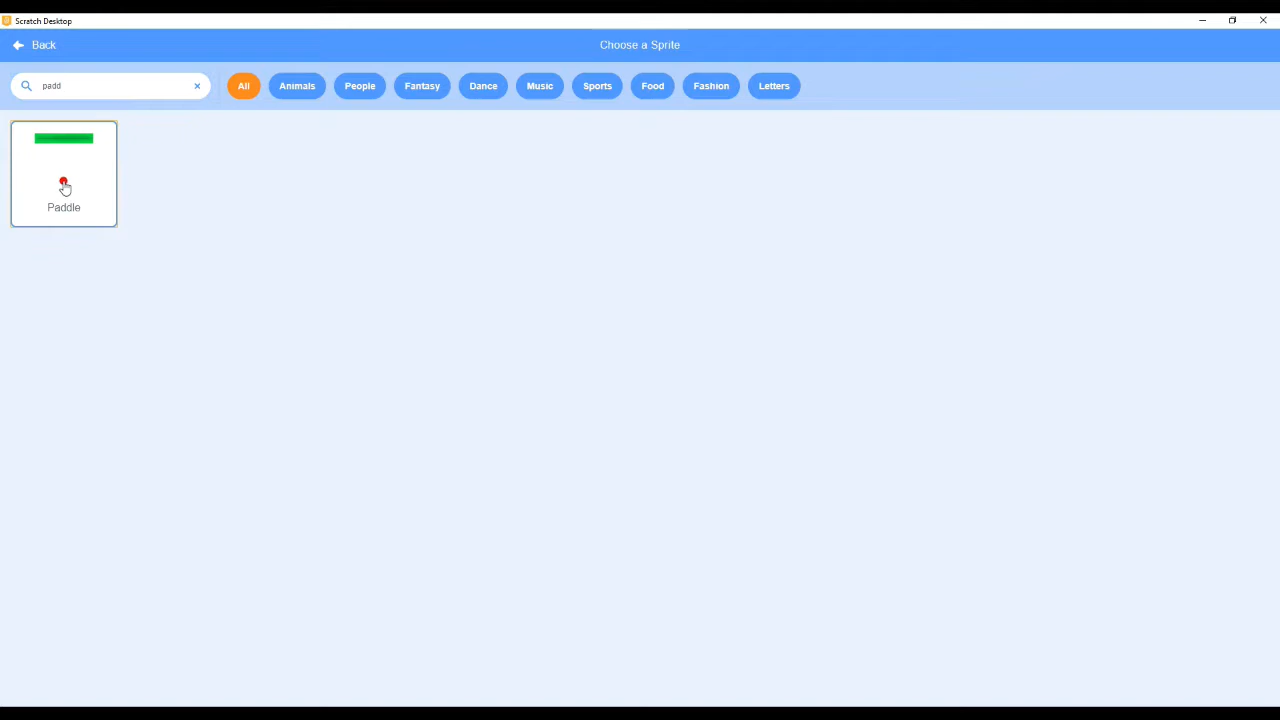 Scratch Desktop
Back
Choose a Sprite
padd
All
Animals
People
Fantasy
Dance
Music
Sports
Food
Fashion
Letters
Paddle